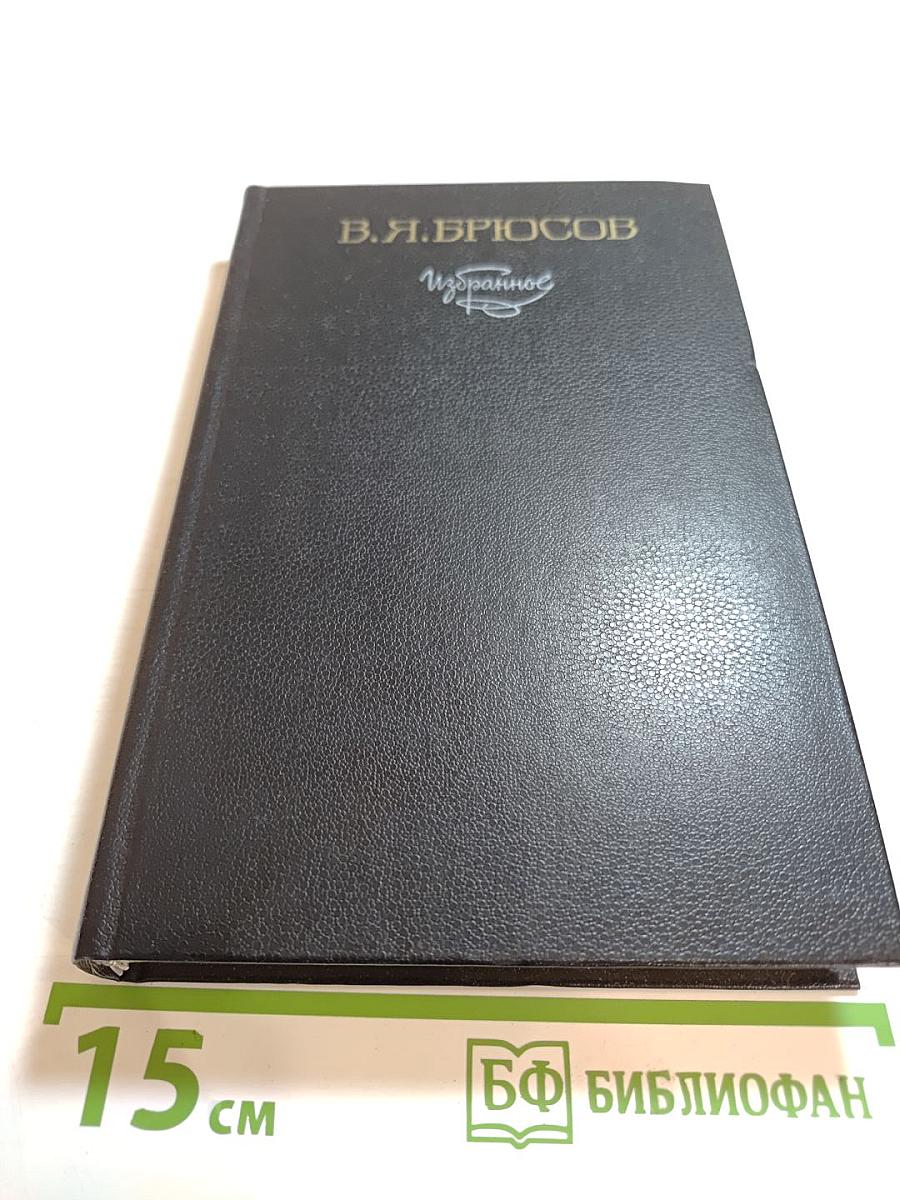 В.Я.БРЮСОВ
Избранное
15 см
БФ БИБЛИОФАН